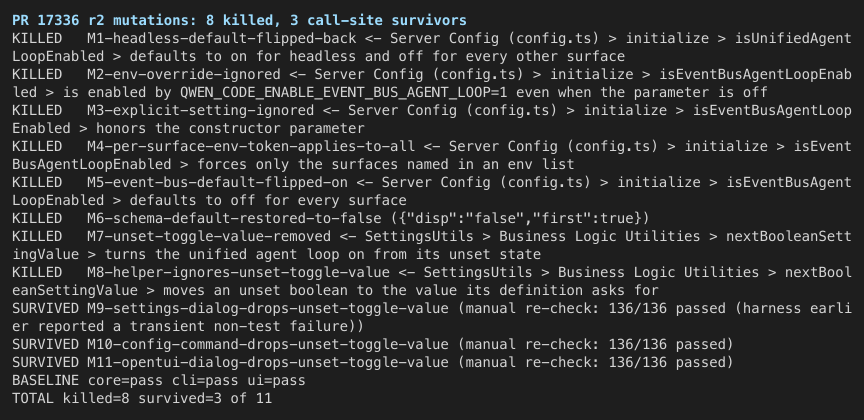 PR 17336 r2 mutations: 8 killed, 3 call-site survivors
KILLED   M1-headless-default-flipped-back <- Server Config (config.ts) > initialize > isUnifiedAgent
LoopEnabled > defaults to on for headless and off for every other surface
KILLED   M2-env-override-ignored <- Server Config (config.ts) > initialize > isEventBusAgentLoopEnab
led > is enabled by QWEN_CODE_ENABLE_EVENT_BUS_AGENT_LOOP=1 even when the parameter is off
KILLED   M3-explicit-setting-ignored <- Server Config (config.ts) > initialize > isEventBusAgentLoop
Enabled > honors the constructor parameter
KILLED   M4-per-surface-env-token-applies-to-all <- Server Config (config.ts) > initialize > isEvent
BusAgentLoopEnabled > forces only the surfaces named in an env list
KILLED   M5-event-bus-default-flipped-on <- Server Config (config.ts) > initialize > isEventBusAgent
LoopEnabled > defaults to off for every surface
KILLED   M6-schema-default-restored-to-false ({"disp":"false","first":true})
KILLED   M7-unset-toggle-value-removed <- SettingsUtils > Business Logic Utilities > nextBooleanSett
ingValue > turns the unified agent loop on from its unset state
KILLED   M8-helper-ignores-unset-toggle-value <- SettingsUtils > Business Logic Utilities > nextBool
eanSettingValue > moves an unset boolean to the value its definition asks for
SURVIVED M9-settings-dialog-drops-unset-toggle-value (manual re-check: 136/136 passed (harness earli
er reported a transient non-test failure))
SURVIVED M10-config-command-drops-unset-toggle-value (manual re-check: 136/136 passed)
SURVIVED M11-opentui-dialog-drops-unset-toggle-value (manual re-check: 136/136 passed)
BASELINE core=pass cli=pass ui=pass
TOTAL killed=8 survived=3 of 11